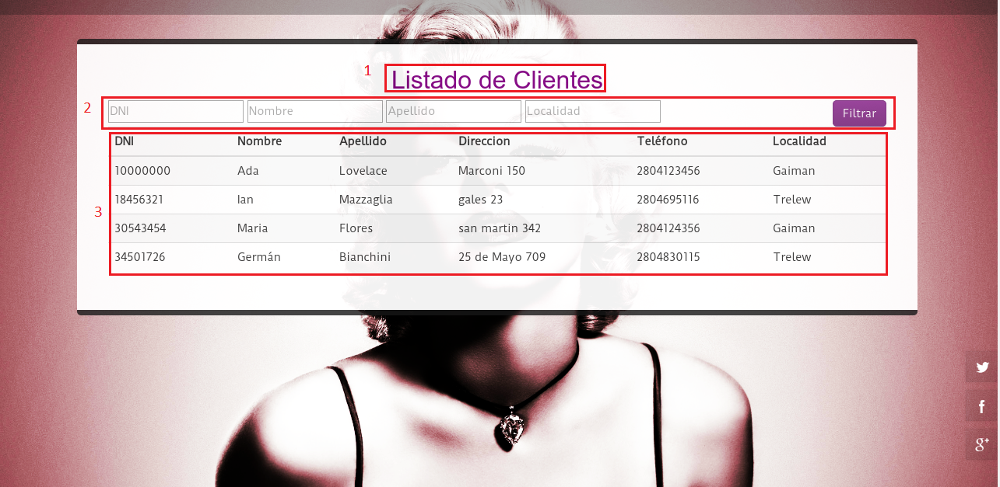 1 Listado de Clientes
2 DNI Nombre Apellido Localidad Filtrar
DNI Nombre Apellido Direccion Teléfono Localidad
10000000 Ada Lovelace Marconi 150 2804123456 Gaiman
18456321 Ian Mazzaglia gales 23 2804695116 Trelew
3
30543454 Maria Flores san martin 342 2804124356 Gaiman
34501726 Germán Bianchini 25 de Mayo 709 2804830115 Trelew
g+